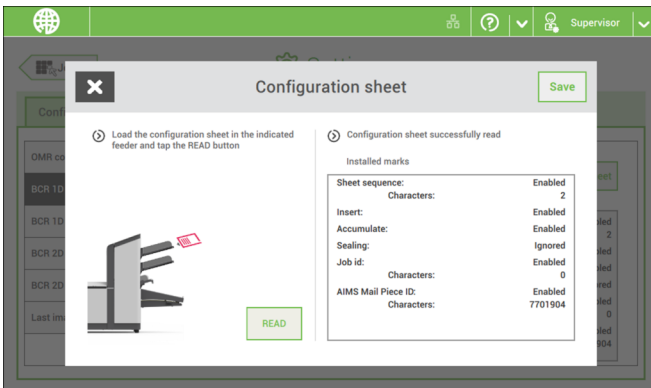 Supervisor
Configuration sheet
Save
Load the configuration sheet in the indicated
feeder and tap the READ button
READ
Configuration sheet successfully read
Installed marks
Sheet sequence: Enabled
Characters: 2
Insert: Enabled
Accumulate: Enabled
Sealing: Ignored
Job id: Enabled
Characters: 0
AIMS Mail Piece ID: Enabled
Characters: 7701904
OMR co
BCR 1D
BCR 1D
BCR 2D
BCR 2D
Last ima